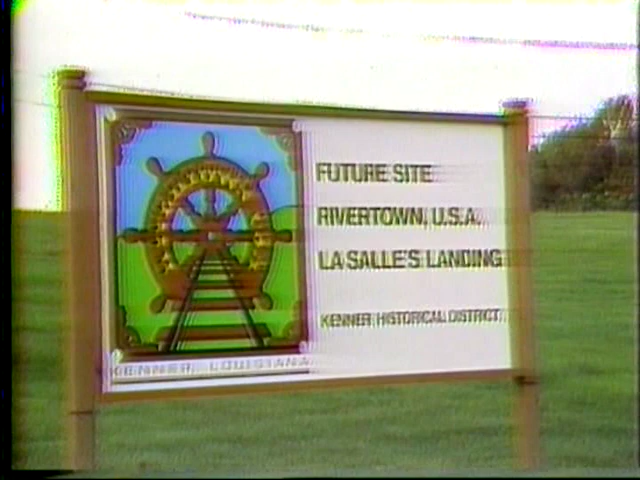 FUTURE SITE
RIVERTOWN, U.S.A.
LA SALLE'S LANDING
KENNER HISTORICAL DISTRICT
KENNER, LOUISIANA